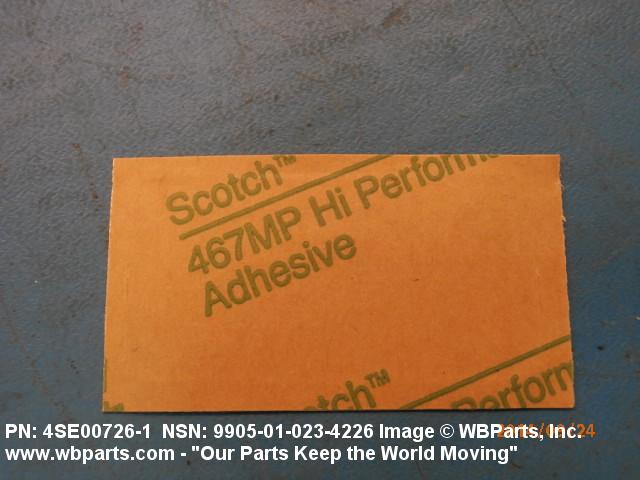 Scotch™
467MP Hi Perform
Adhesive
tch™
Perform
PN: 4SE00726-1 NSN: 9905-01-023-4226 Image © WBParts, Inc.
www.wbparts.com - "Our Parts Keep the World Moving"